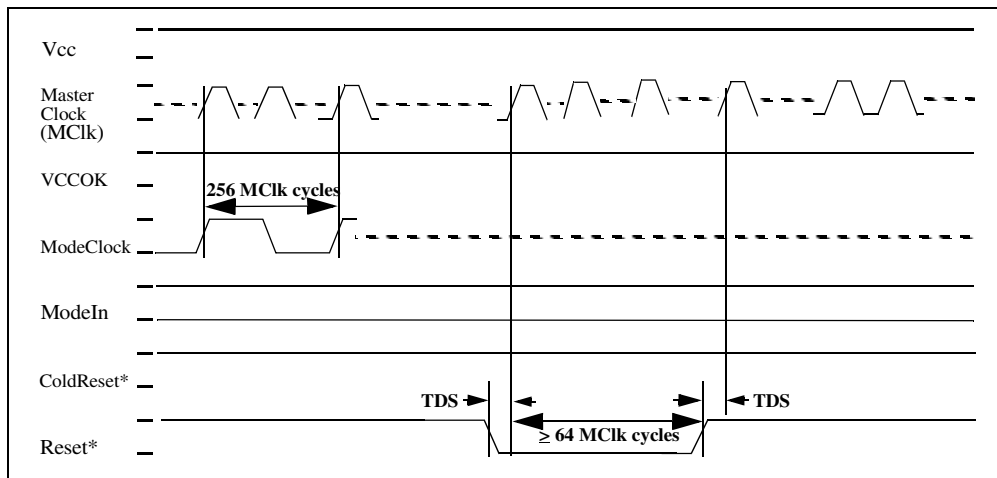 Vcc
Master
Clock
(MClk)
VCCOK
256 MClk cycles
ModeClock
ModeIn
ColdReset*
TDS
TDS
≥ 64 MClk cycles
Reset*